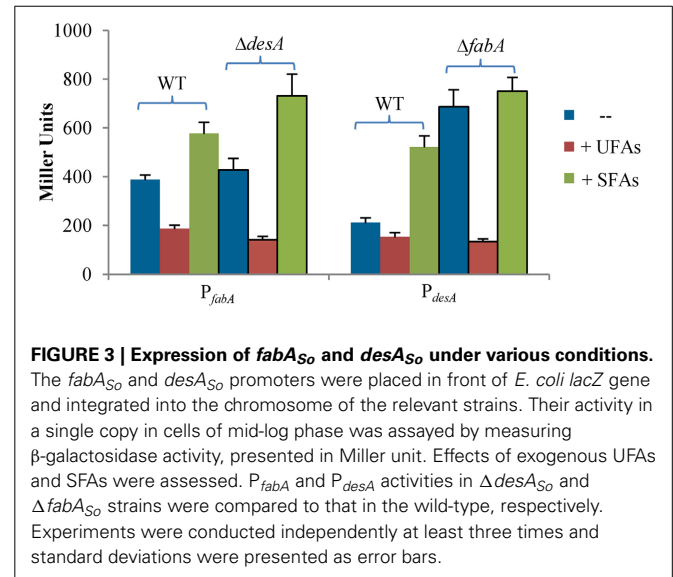 1000
800
600
400
200
0
Miller Units
WT
ΔdesA
WT
ΔfabA
PfabA
PdesA
--
+ UFAs
+ SFAs
FIGURE 3 | Expression of fabASo and desASo under various conditions.
The fabASo and desASo promoters were placed in front of E. coli lacZ gene
and integrated into the chromosome of the relevant strains. Their activity in
a single copy in cells of mid-log phase was assayed by measuring
β-galactosidase activity, presented in Miller unit. Effects of exogenous UFAs
and SFAs were assessed. PfabA and PdesA activities in ΔdesASo and
ΔfabASo strains were compared to that in the wild-type, respectively.
Experiments were conducted independently at least three times and
standard deviations were presented as error bars.